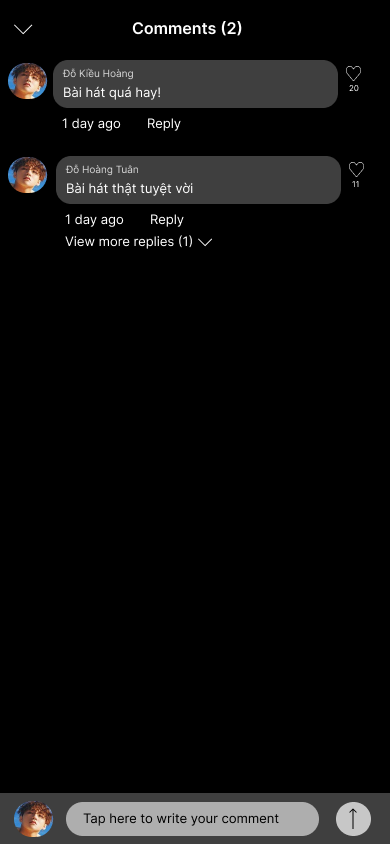 Comments (2)
Đỗ Kiều Hoàng
Bài hát quá hay!
20
1 day ago Reply
Đỗ Hoàng Tuân
Bài hát thật tuyệt vời
11
1 day ago Reply
View more replies (1)
Tap here to write your comment